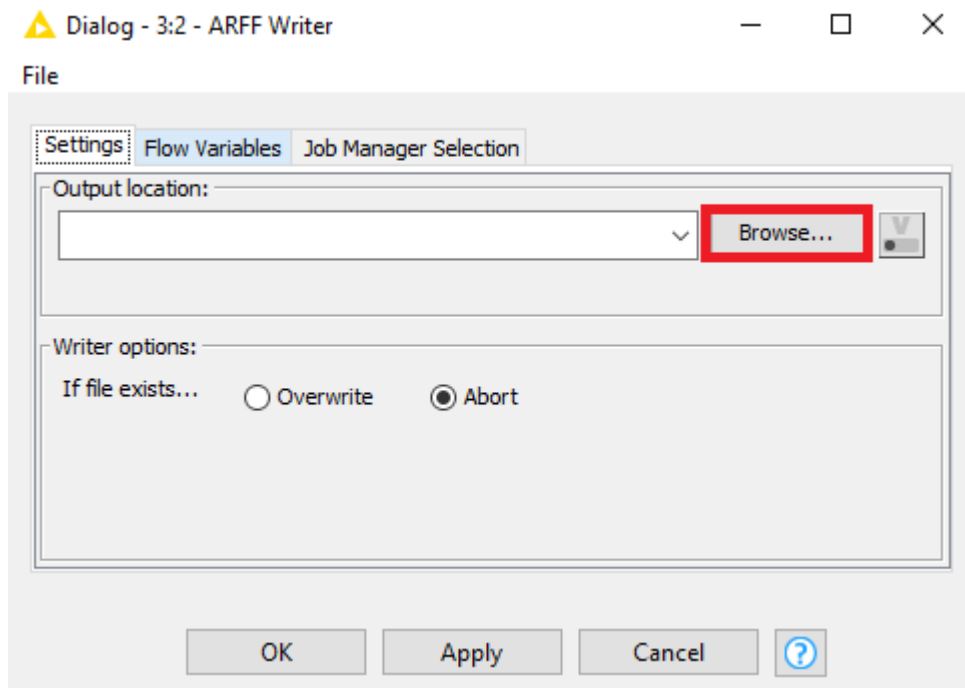 Dialog - 3:2 - ARFF Writer
File
Settings Flow Variables Job Manager Selection
Output location:
Browse... V
Writer options:
If file exists... Overwrite Abort
OK Apply Cancel ?